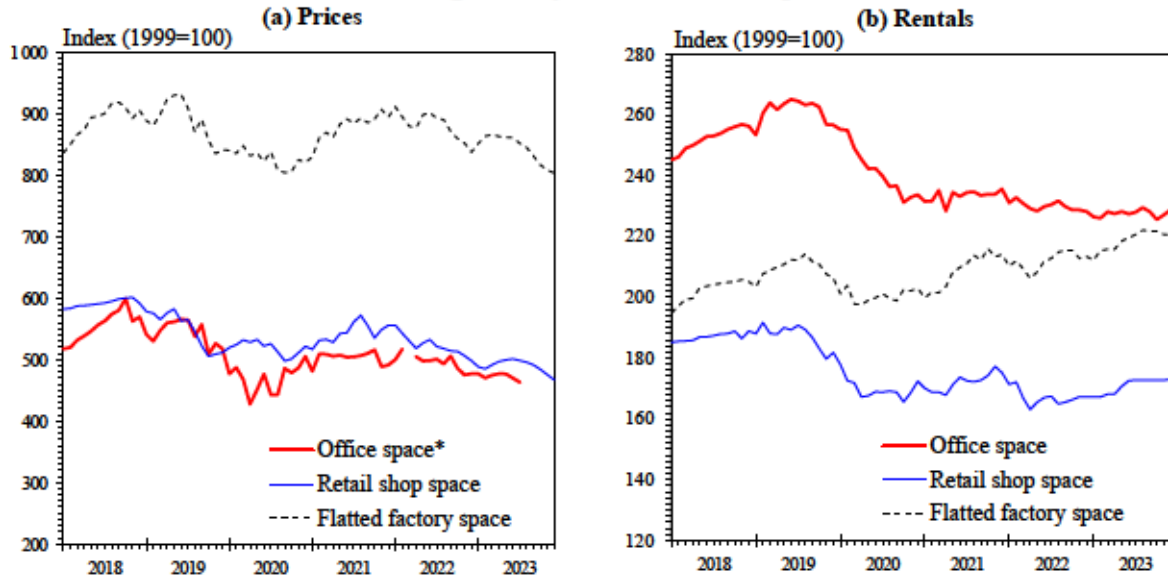 (a) Prices
Index (1999=100)
1 000
900
800
700
600
500
400
300
200
Office space*
Retail shop space
Flatted factory space
2018 2019 2020 2021 2022 2023
(b) Rentals
Index (1999=100)
280
260
240
220
200
180
160
140
120
Office space
Retail shop space
Flatted factory space
2018 2019 2020 2021 2022 2023